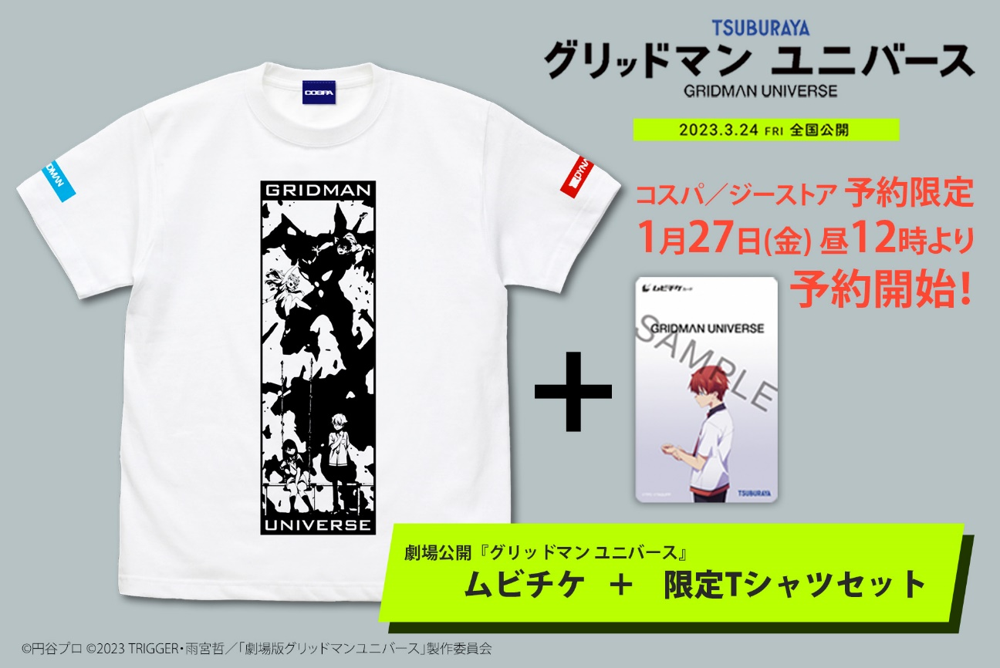 TSUBURAYA
グリッドマン ユニバース
GRIDMAN UNIVERSE
2023.3.24 FRI 全国公開
COSPA
IDMAN
DYNA
GRIDMAN
UNIVERSE
コスパ／ジーストア 予約限定
1月27日(金) 昼12時より
予約開始!
ムビチケカード
GRIDMAN UNIVERSE
SAMPLE
TSUBURAYA
劇場公開『グリッドマン ユニバース』
ムビチケ ＋ 限定Tシャツセット
©円谷プロ ©2023 TRIGGER・雨宮哲／「劇場版グリッドマンユニバース」製作委員会